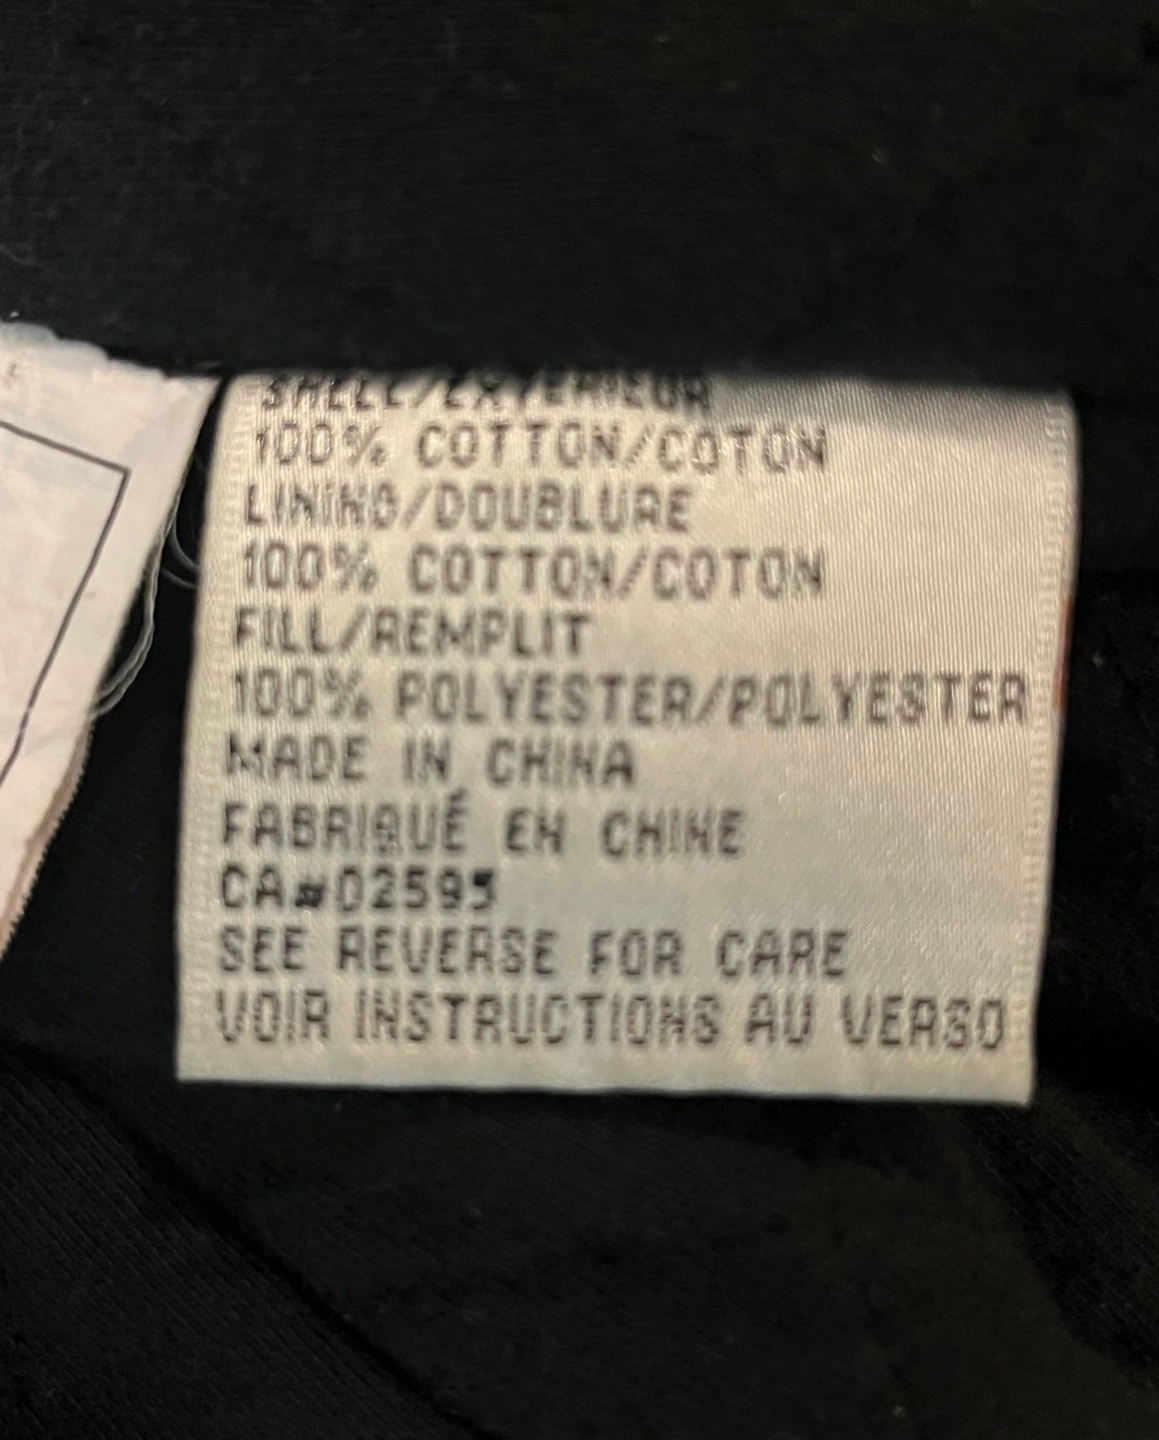 SHELL/EXTERIEUR
100% COTTON/COTON
LINING/DOUBLURE
100% COTTON/COTON
FILL/REMPLIT
100% POLYESTER/POLYESTER
MADE IN CHINA
FABRIQUÉ EN CHINE
CA#02595
SEE REVERSE FOR CARE
VOIR INSTRUCTIONS AU VERSO